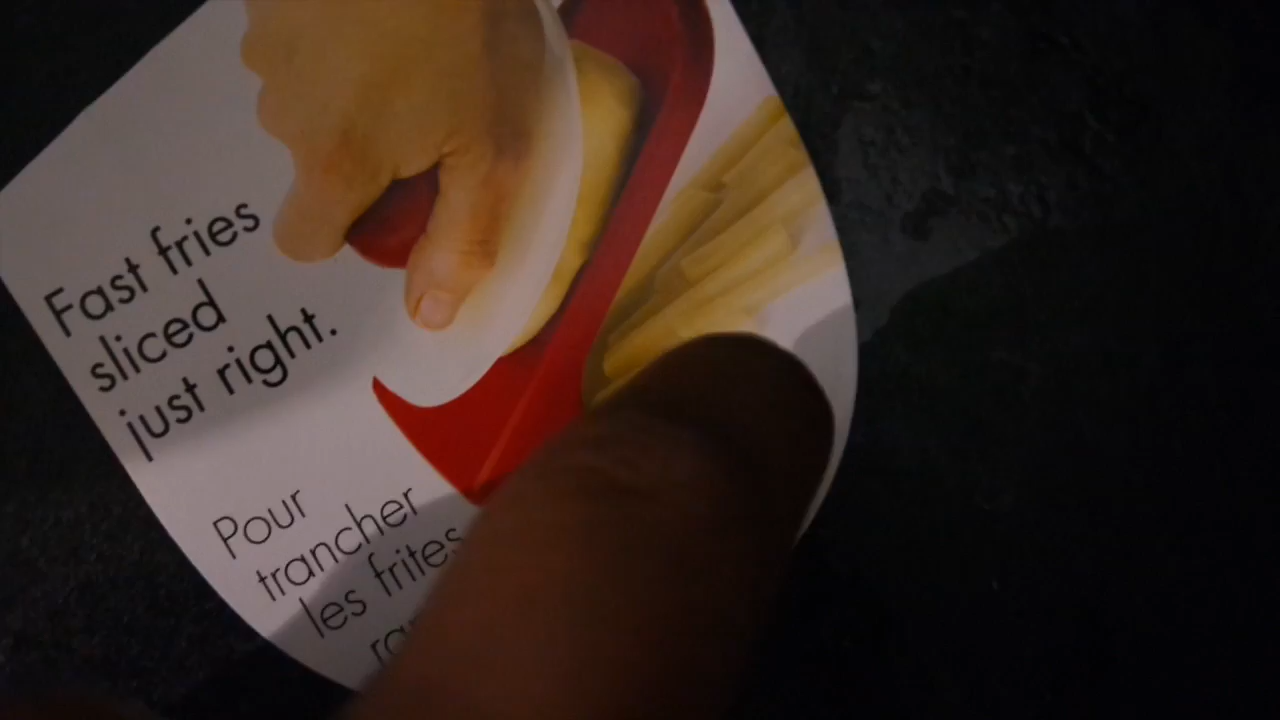 Fast fries
sliced
just right.
Pour
trancher
les frites